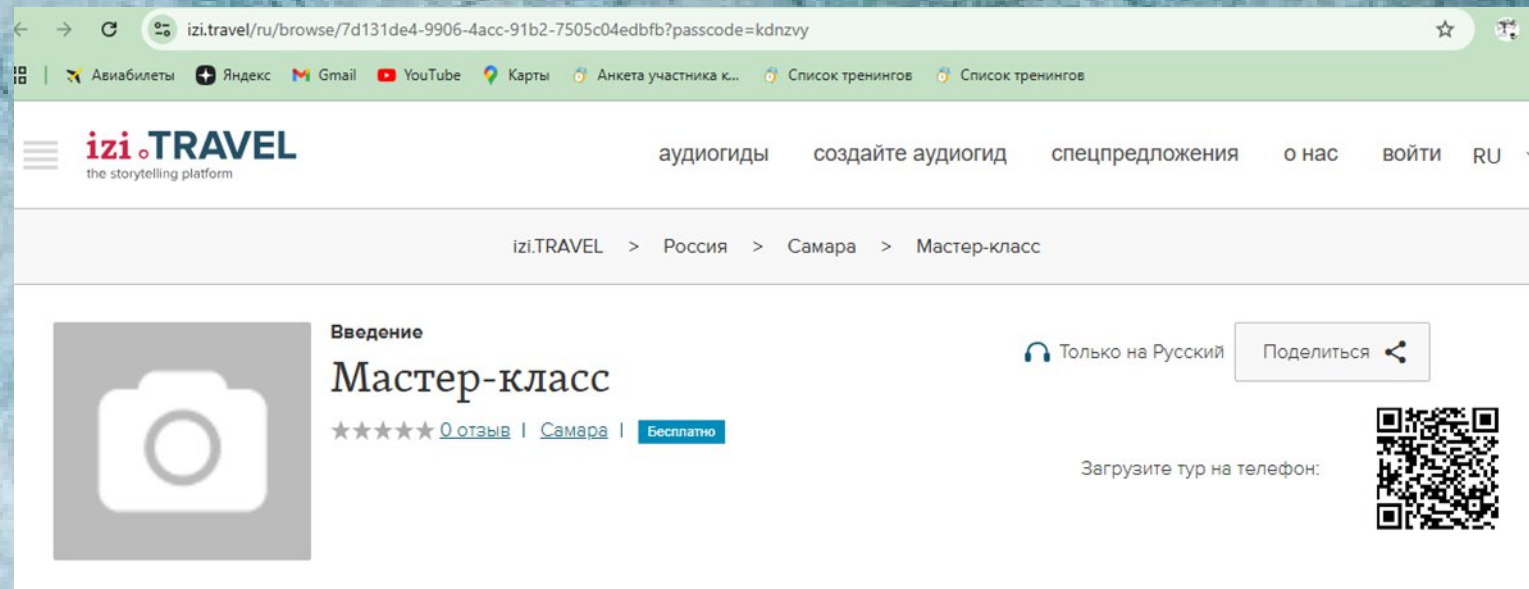 izi.travel/ru/browse/7d131de4-9906-4acc-91b2-7505c04edbfb?passcode=kdnzvy
Авиабилеты Яндекс Gmail YouTube Карты Анкета участника к... Список тренингов Список тренингов
izi.TRAVEL
the storytelling platform
аудиогиды создайте аудиогид спецпредложения о нас войти RU
izi.TRAVEL > Россия > Самара > Мастер-класс
Введение
Мастер-класс
Только на Русский Поделиться
0 отзыв | Самара | Бесплатно
Загрузите тур на телефон: